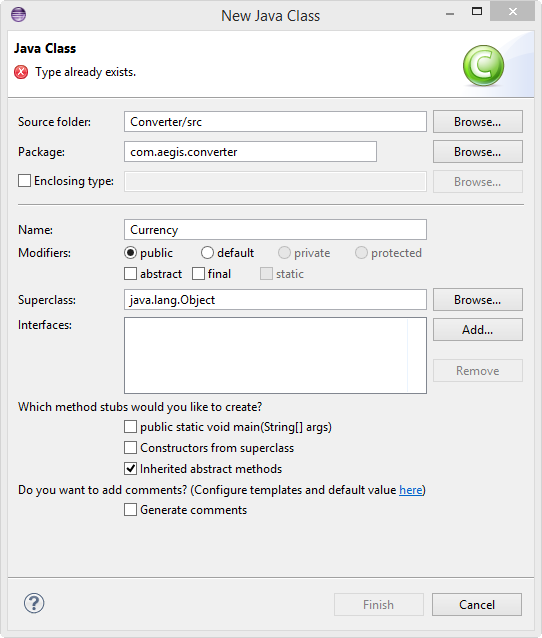 New Java Class
Java Class
Type already exists.
Source folder: Converter/src Browse...
Package: com.aegis.converter Browse...
Enclosing type: Browse...
Name: Currency
Modifiers: public default private protected
abstract final static
Superclass: java.lang.Object Browse...
Interfaces: Add...
Remove
Which method stubs would you like to create?
public static void main(String[] args)
Constructors from superclass
Inherited abstract methods
Do you want to add comments? (Configure templates and default value here)
Generate comments
Finish Cancel